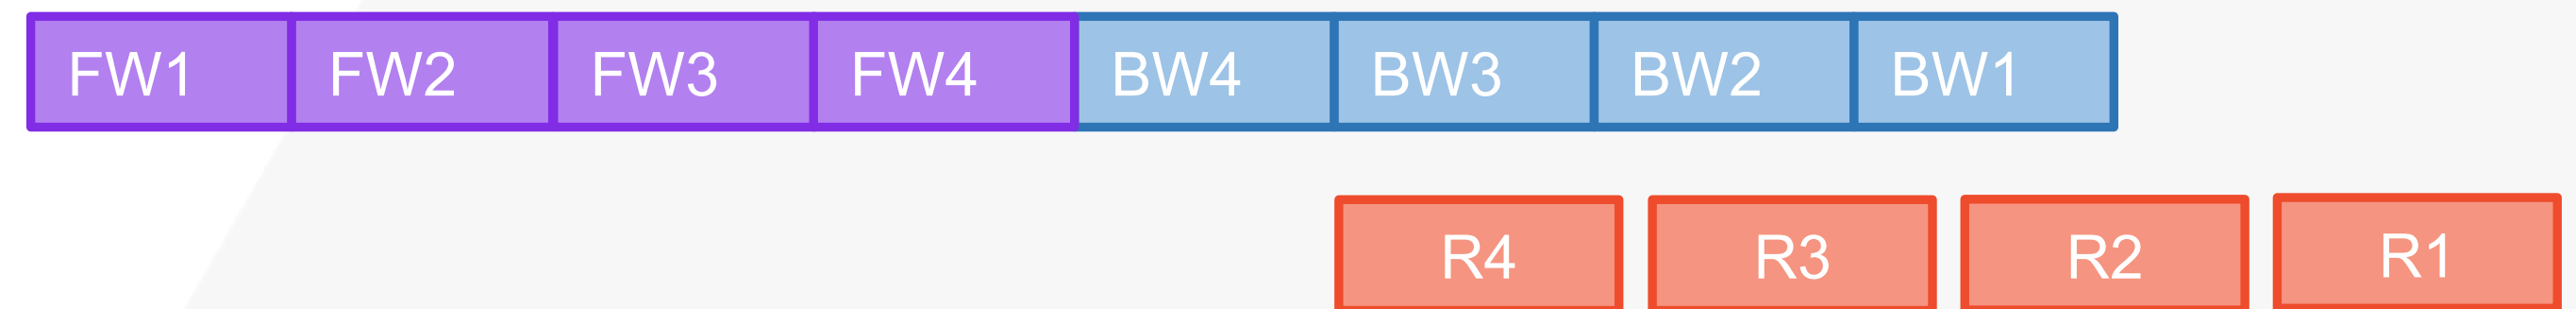 FW1 FW2 FW3 FW4 BW4 BW3 BW2 BW1
R4 R3 R2 R1